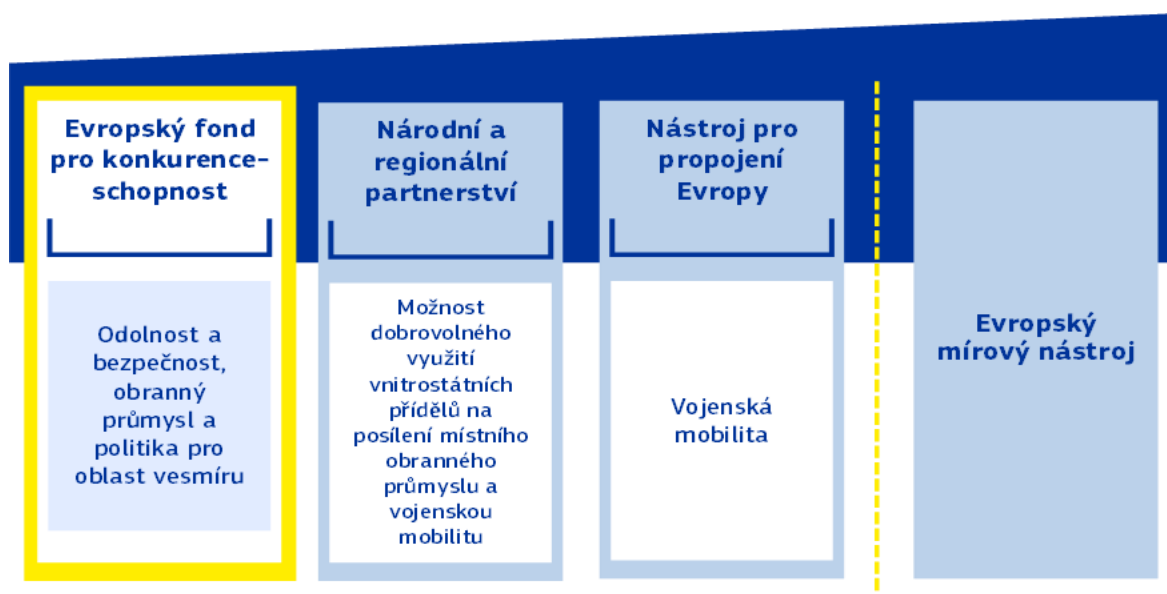 Evropský fond
pro konkurence-
schopnost
Odolnost a
bezpečnost,
obranný
průmysl a
politika pro
oblast vesmíru
Národní a
regionální
partnerství
Možnost
dobrovolného
využití
vnitrostátních
přídělů na
posílení místního
obranného
průmyslu a
vojenskou
mobilitu
Nástroj pro
propojení
Evropy
Vojenská
mobilita
Evropský
mírový nástroj